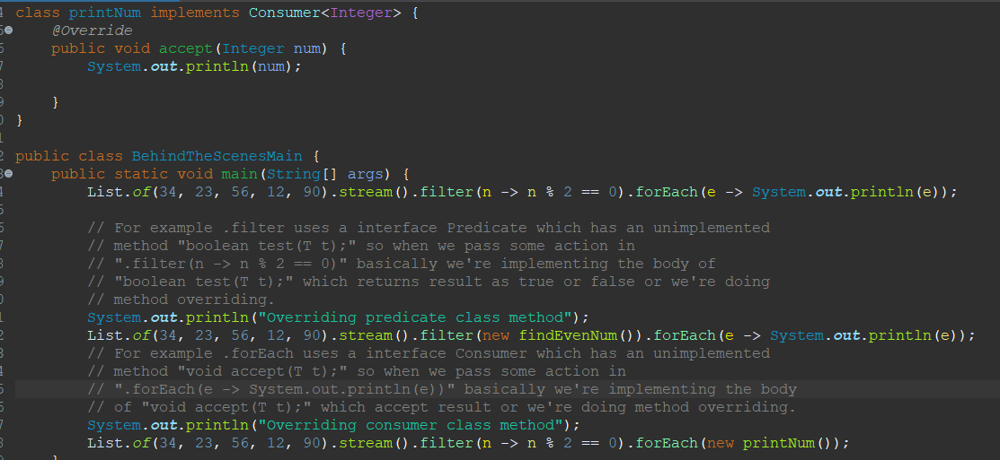 class printNum implements Consumer<Integer> {
@Override
public void accept(Integer num) {
System.out.println(num);
}
}
public class BehindTheScenesMain {
public static void main(String[] args) {
List.of(34, 23, 56, 12, 90).stream().filter(n -> n % 2 == 0).forEach(e -> System.out.println(e));
// For example .filter uses a interface Predicate which has an unimplemented
// method "boolean test(T t);" so when we pass some action in
// ".filter(n -> n % 2 == 0)" basically we're implementing the body of
// "boolean test(T t);" which returns result as true or false or we're doing
// method overriding.
System.out.println("Overriding predicate class method");
List.of(34, 23, 56, 12, 90).stream().filter(new findEvenNum()).forEach(e -> System.out.println(e));
// For example .forEach uses a interface Consumer which has an unimplemented
// method "void accept(T t);" so when we pass some action in
// ".forEach(e -> System.out.println(e))" basically we're implementing the body
// of "void accept(T t);" which accept result or we're doing method overriding.
System.out.println("Overriding consumer class method");
List.of(34, 23, 56, 12, 90).stream().filter(n -> n % 2 == 0).forEach(new printNum());